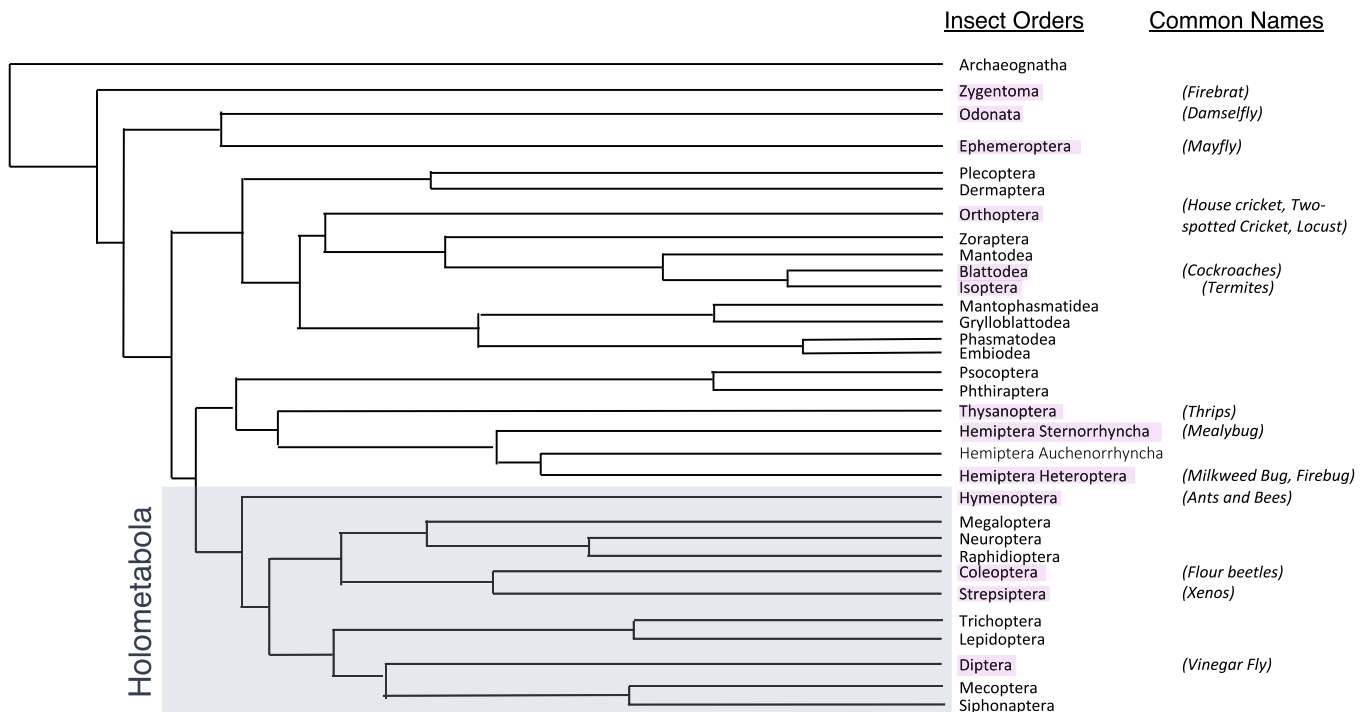 Insect Orders Common Names
Archaeognatha
Zygentoma (Firebrat)
Odonata (Damselfly)
Ephemeroptera (Mayfly)
Plecoptera
Dermaptera
Orthoptera (House cricket, Two-
spotted Cricket, Locust)
Zoraptera
Mantodea
Blattodea (Cockroaches)
Isoptera (Termites)
Mantophasmatidea
Grylloblattodea
Phasmatodea
Embiodea
Psocoptera
Phthiraptera
Thysanoptera (Thrips)
Hemiptera Sternorrhyncha (Mealybug)
Hemiptera Auchenorrhyncha
Hemiptera Heteroptera (Milkweed Bug, Firebug)
Hymenoptera (Ants and Bees)
Megaloptera
Neuroptera
Raphidioptera
Coleoptera (Flour beetles)
Strepsiptera (Xenos)
Trichoptera
Lepidoptera
Diptera (Vinegar Fly)
Mecoptera
Siphonaptera
Holometabola